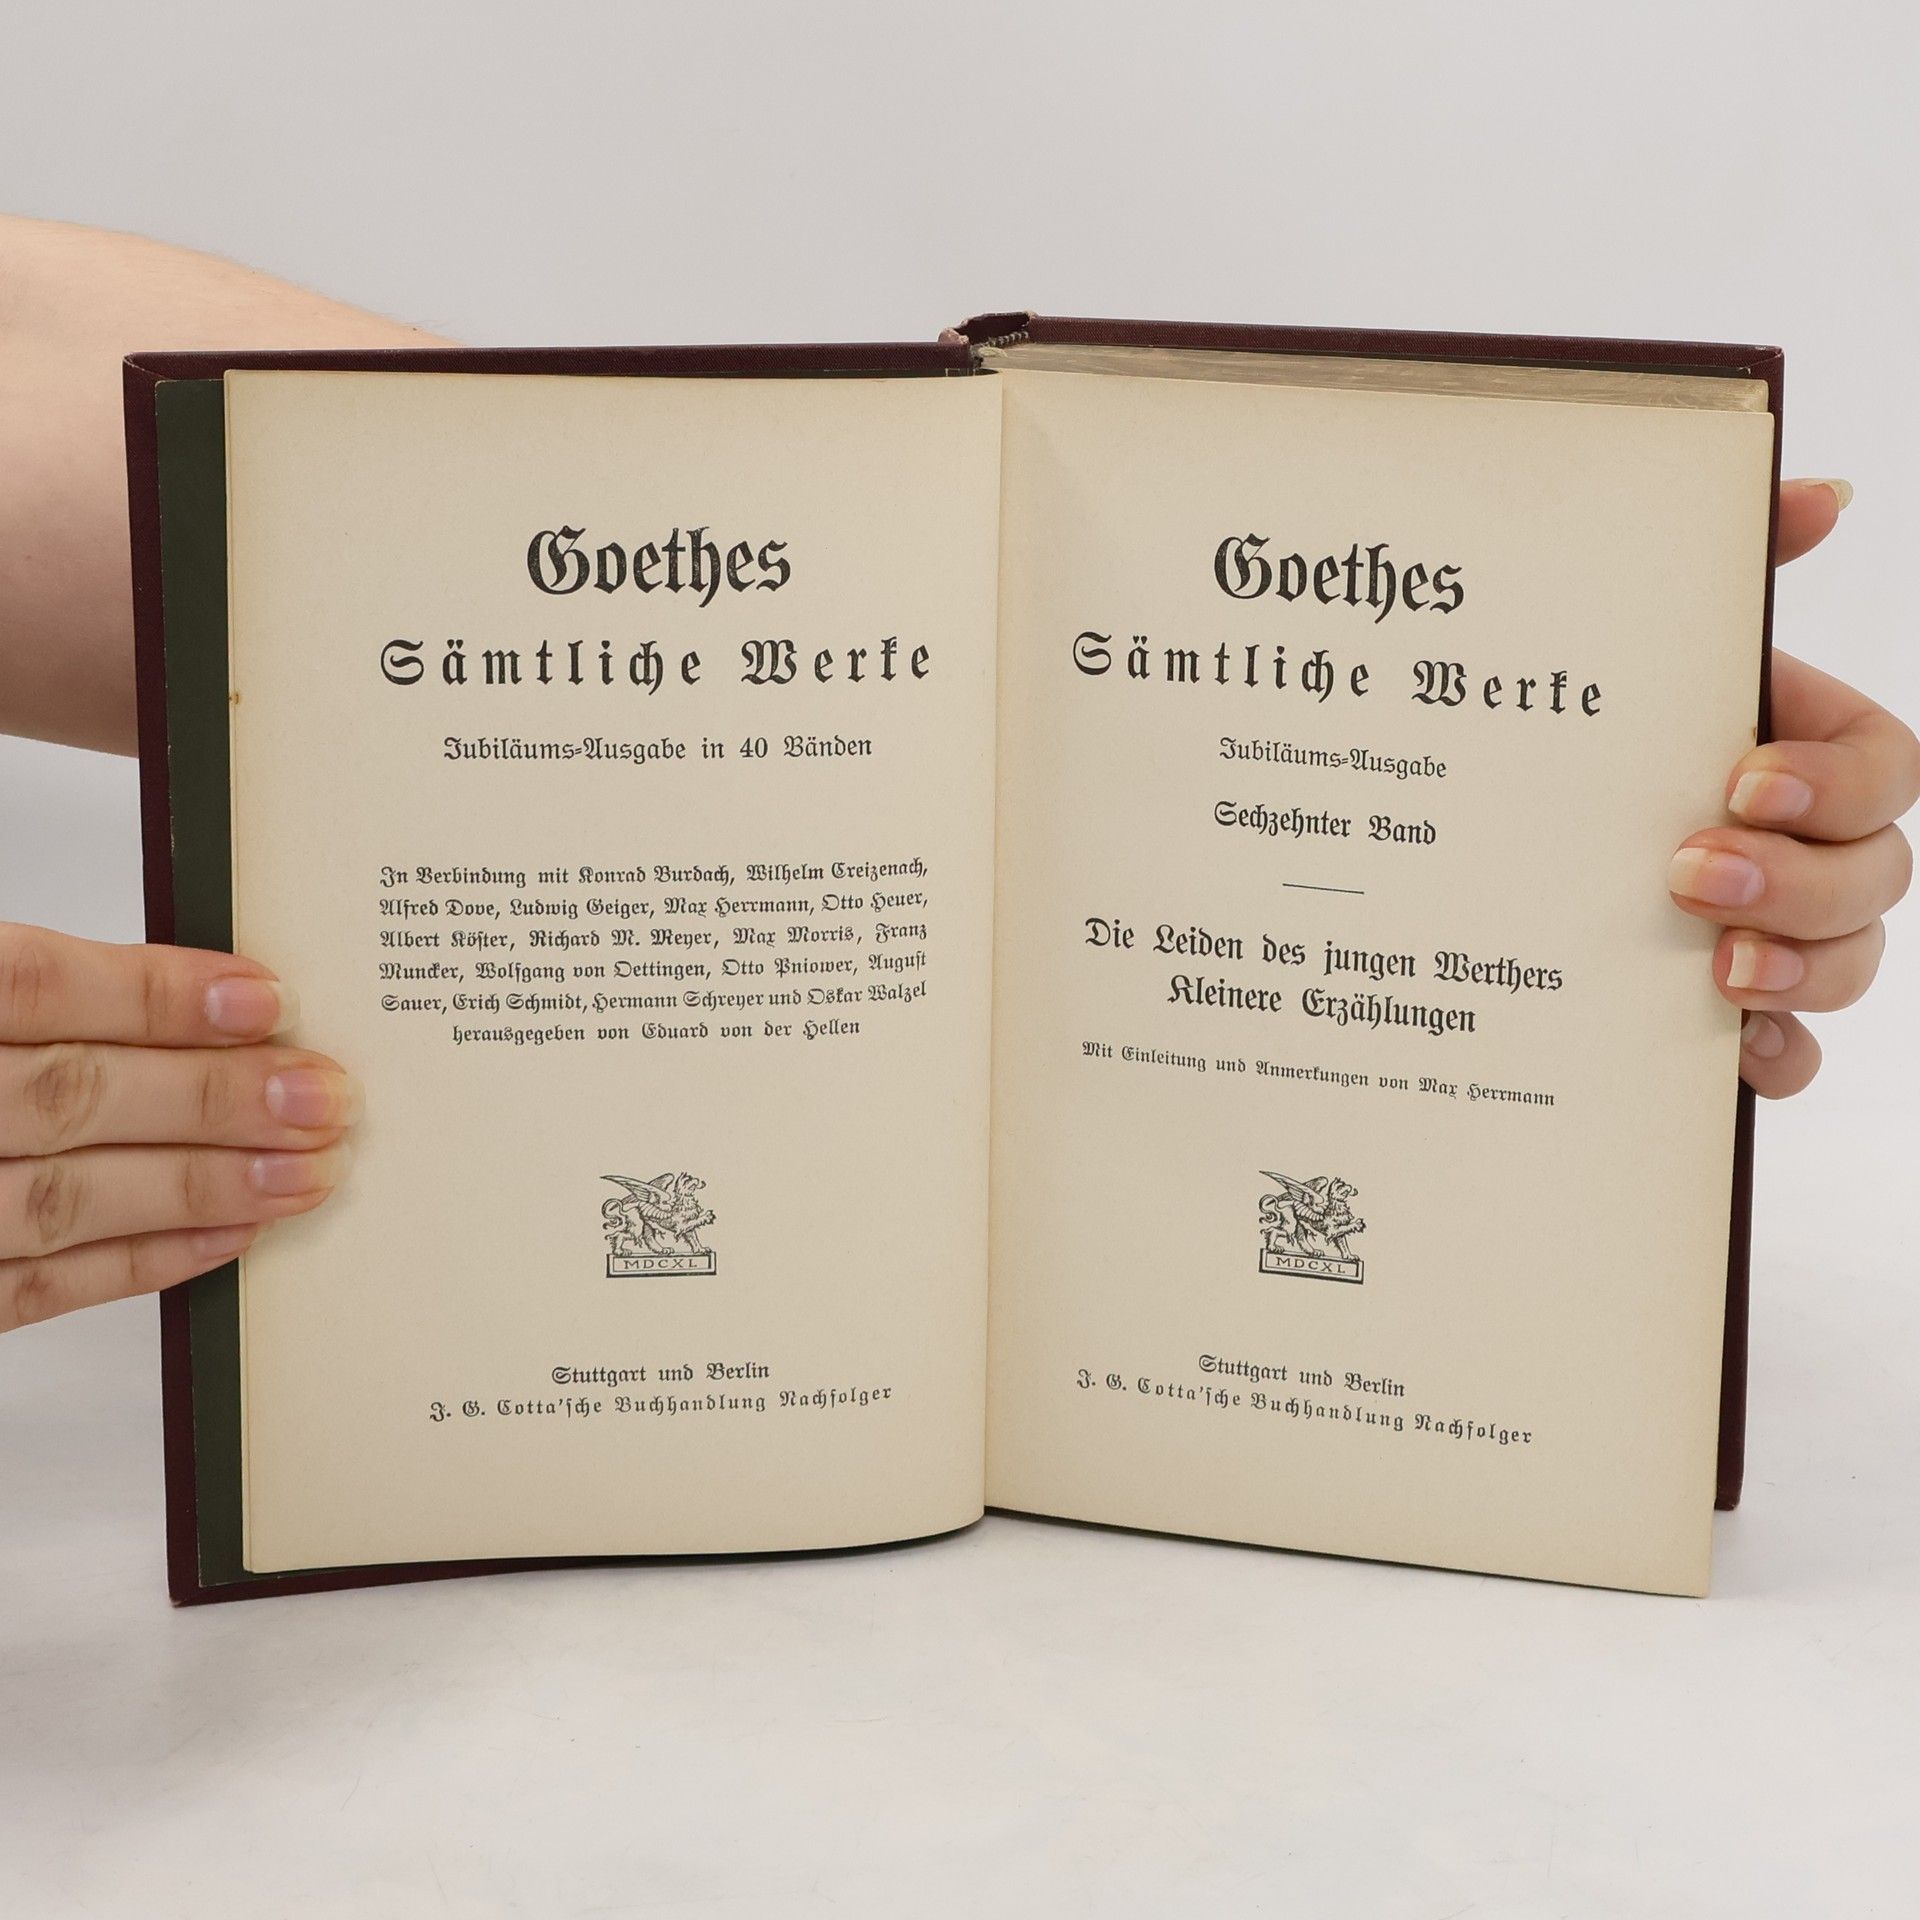 Goethes
Sämtliche Werke
Jubiläums-Ausgabe in 40 Bänden
In Verbindung mit Konrad Burdach, Wilhelm Creizenach,
Alfred Dove, Ludwig Geiger, Max Herrmann, Otto Heuer,
Albert Köster, Richard M. Meyer, Max Morris, Franz
Muncker, Wolfgang von Oettingen, Otto Pniower, August
Sauer, Erich Schmidt, Hermann Schreyer und Oskar Walzel
herausgegeben von Eduard von der Hellen
MDCXL
Stuttgart und Berlin
J. G. Cotta'sche Buchhandlung Nachfolger
Goethes
Sämtliche Werke
Jubiläums-Ausgabe
Sechzehnter Band
Die Leiden des jungen Werthers
Kleinere Erzählungen
Mit Einleitung und Anmerkungen von Max Herrmann
MDCXL
Stuttgart und Berlin
J. G. Cotta'sche Buchhandlung Nachfolger